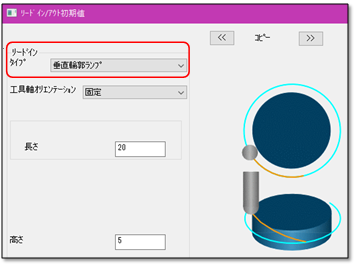 リードイン/アウト初期値
<< コピー >>
リードイン
タイプ 垂直輪郭ランプ
工具軸オリエンテーション 固定
長さ 20
高さ 5